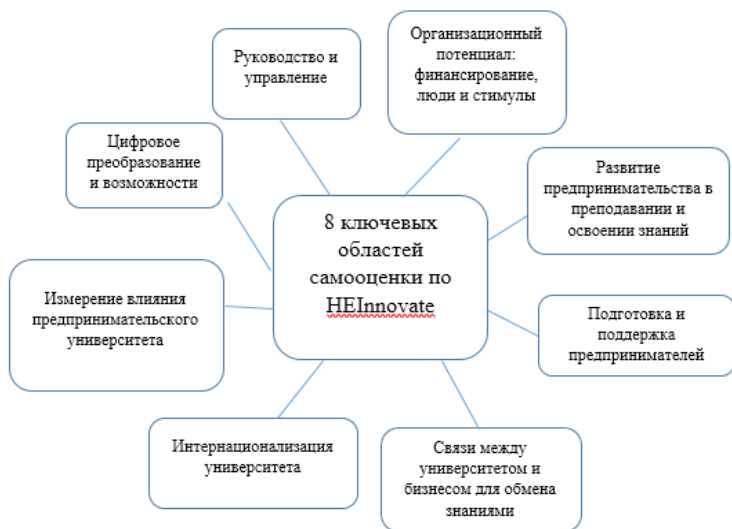 8 ключевых
областей
самооценки по
HEInnovate
Руководство и
управление
Организационный
потенциал:
финансирование,
люди и стимулы
Развитие
предпринимательства в
преподавании и
освоении знаний
Подготовка и
поддержка
предпринимателей
Связи между
университетом и
бизнесом для обмена
знаниями
Интернационализация
университета
Измерение влияния
предпринимательского
университета
Цифровое
преобразование
и возможности